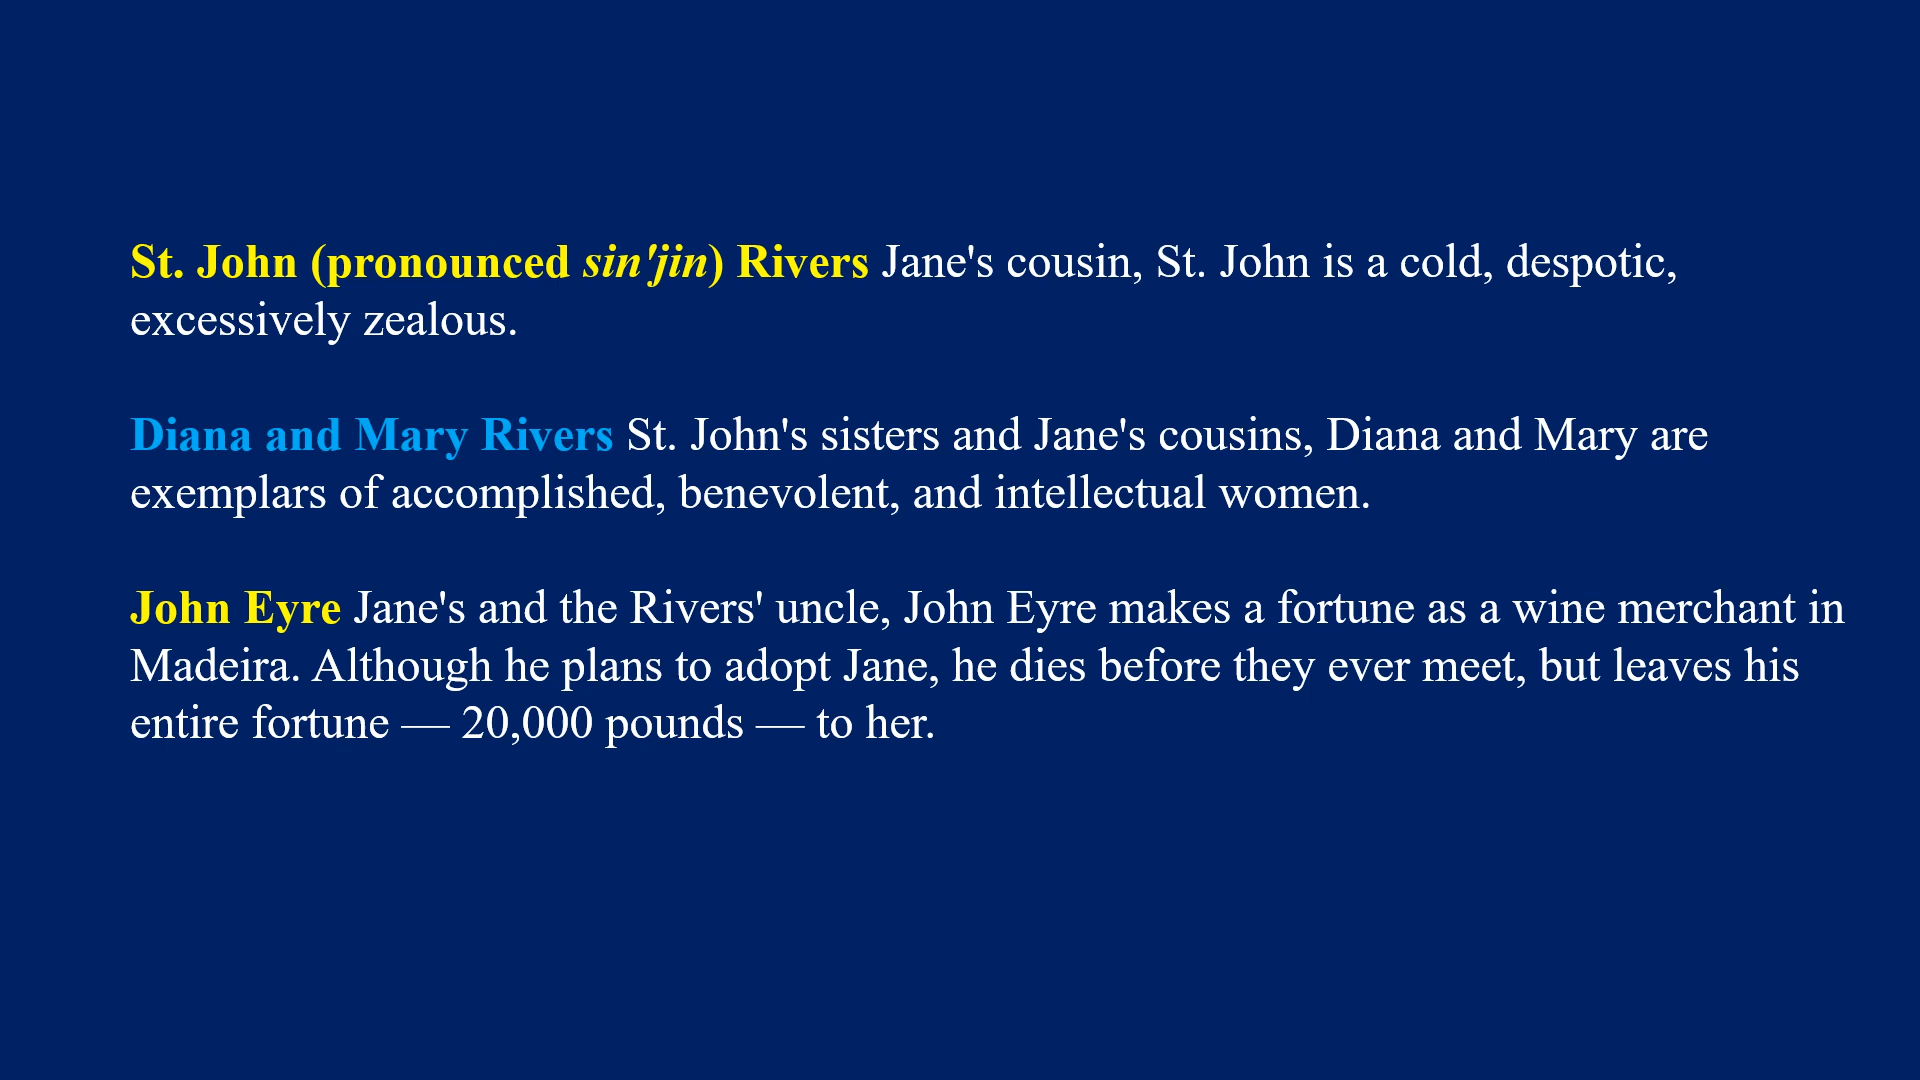 St. John (pronounced sin'jin) Rivers Jane's cousin, St. John is a cold, despotic,
excessively zealous.
Diana and Mary Rivers St. John's sisters and Jane's cousins, Diana and Mary are
exemplars of accomplished, benevolent, and intellectual women.
John Eyre Jane's and the Rivers' uncle, John Eyre makes a fortune as a wine merchant in
Madeira. Although he plans to adopt Jane, he dies before they ever meet, but leaves his
entire fortune — 20,000 pounds — to her.